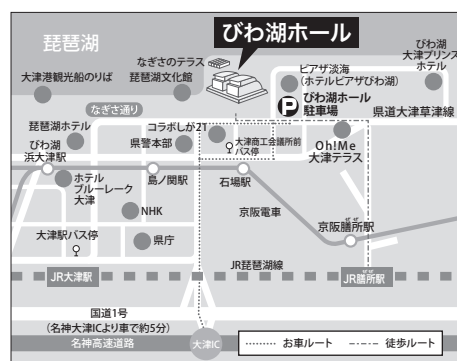 琵琶湖
びわ湖ホール
なぎさのテラス
琵琶湖文化館
大津港観光船のりば
ピアザ淡海
(ホテルピアザびわ湖)
びわ湖
大津プリンス
ホテル
P
びわ湖ホール
駐車場
県道大津草津線
なぎさ通り
琵琶湖ホテル
コラボしが21
県警本部
大津商工会議所前
バス停
Oh!Me
大津テラス
びわ湖
浜大津駅
島ノ関駅
石場駅
ホテル
ブルーレーク
大津
NHK
京阪電車
京阪膳所駅
ぜぜ
大津駅バス停
県庁
JR琵琶湖線
JR大津駅
JR膳所駅
ぜぜ
国道1号
(名神大津ICより車で約5分)
名神高速道路
大津IC
お車ルート
徒歩ルート